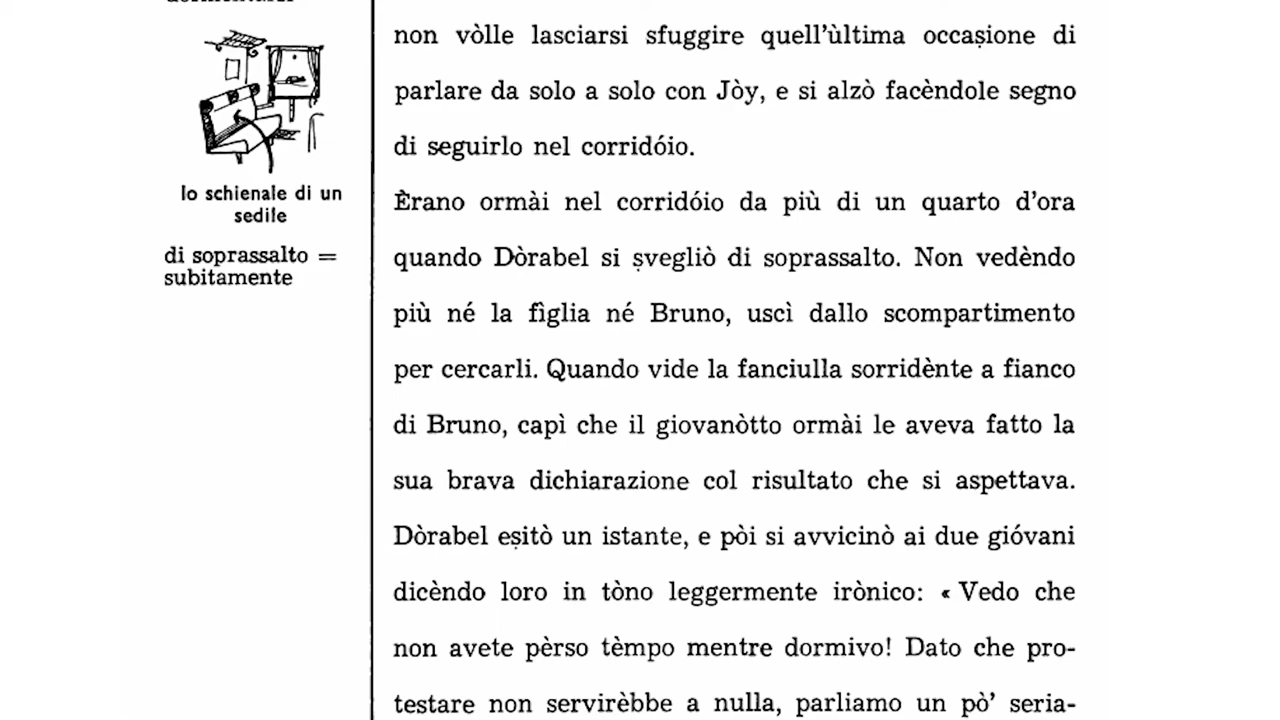 lo schienale di un
sedile
di soprassalto =
subitamente
non vòlle lasciarsi sfuggire quell'ùltima occaṣione di
parlare da solo a solo con Jòy, e si alzò facèndole segno
di seguirlo nel corridóio.
Èrano ormài nel corridóio da più di un quarto d'ora
quando Dòrabel si ṣvegliò di soprassalto. Non vedèndo
più né la fìglia né Bruno, uscì dallo scompartimento
per cercarli. Quando vide la fanciulla sorridènte a fianco
di Bruno, capì che il giovanòtto ormài le aveva fatto la
sua brava dichiarazione col risultato che si aspettava.
Dòrabel eṣitò un istante, e pòi si avvicinò ai due gióvani
dicèndo loro in tòno leggermente irònico: « Vedo che
non avete pèrso tèmpo mentre dormivo! Dato che pro-
testare non servirèbbe a nulla, parliamo un pò' seria-